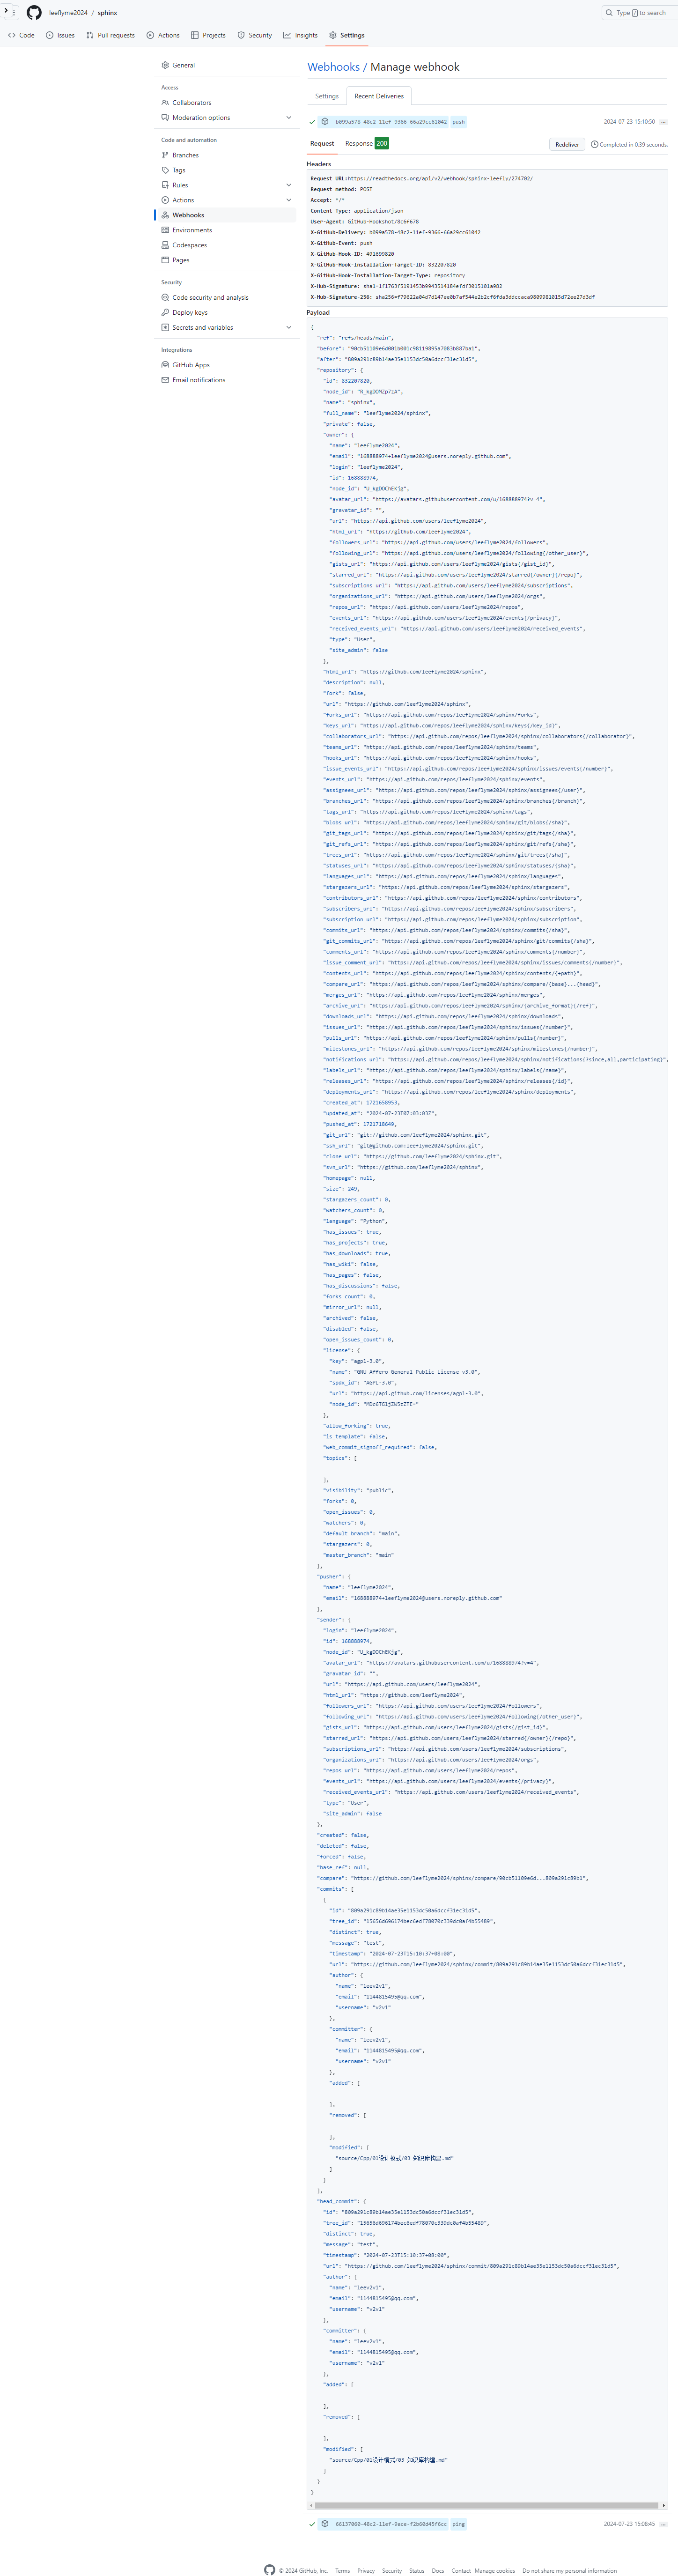 leeflyme2024 / sphinx
Type / to search
Code Issues Pull requests Actions Projects Security Insights Settings
General
Access
Collaborators
Moderation options
Code and automation
Branches
Tags
Rules
Actions
Webhooks
Environments
Codespaces
Pages
Security
Code security and analysis
Deploy keys
Secrets and variables
Integrations
GitHub Apps
Email notifications
Webhooks / Manage webhook
Settings Recent Deliveries
b099a578-48c2-11ef-9366-66a29cc61042 push 2024-07-23 15:10:50 ...
Request Response 200 Redeliver Completed in 0.39 seconds.
Headers
Request URL: https://readthedocs.org/api/v2/webhook/sphinx-leefly/274702/
Request method: POST
Accept: */*
Content-Type: application/json
User-Agent: GitHub-Hookshot/8c6f678
X-GitHub-Delivery: b099a578-48c2-11ef-9366-66a29cc61042
X-GitHub-Event: push
X-GitHub-Hook-ID: 491699820
X-GitHub-Hook-Installation-Target-ID: 832207820
X-GitHub-Hook-Installation-Target-Type: repository
X-Hub-Signature:
X-Hub-Signature-256:
Payload
{
"ref": "refs/heads/main",
"before":
"after": "809a291c89b14ae35e1153dc50a6dccf31ec31d5",
"repository": {
"id": 832207820,
"node_id":
"name": "sphinx",
"full_name": "leeflyme2024/sphinx",
"private": false,
"owner": {
"name": "leeflyme2024",
"email": "168888974+leeflyme2024@users.noreply.github.com",
"login": "leeflyme2024",
"id": 168888974,
"node_id":
"avatar_url": "https://avatars.githubusercontent.com/u/168888974?v=4",
"gravatar_id": "",
"url": "https://api.github.com/users/leeflyme2024",
"html_url": "https://github.com/leeflyme2024",
"followers_url": "https://api.github.com/users/leeflyme2024/followers",
"following_url": "https://api.github.com/users/leeflyme2024/following{/other_user}",
"gists_url": "https://api.github.com/users/leeflyme2024/gists{/gist_id}",
"starred_url": "https://api.github.com/users/leeflyme2024/starred{/owner}{/repo}",
"subscriptions_url": "https://api.github.com/users/leeflyme2024/subscriptions",
"organizations_url": "https://api.github.com/users/leeflyme2024/orgs",
"repos_url": "https://api.github.com/users/leeflyme2024/repos",
"events_url": "https://api.github.com/users/leeflyme2024/events{/privacy}",
"received_events_url": "https://api.github.com/users/leeflyme2024/received_events",
"type": "User",
"site_admin": false
},
"html_url": "https://github.com/leeflyme2024/sphinx",
"description": null,
"fork": false,
"url": "https://github.com/leeflyme2024/sphinx",
"forks_url": "https://api.github.com/repos/leeflyme2024/sphinx/forks",
"keys_url": "https://api.github.com/repos/leeflyme2024/sphinx/keys{/key_id}",
"collaborators_url": "https://api.github.com/repos/leeflyme2024/sphinx/collaborators{/collaborator}",
"teams_url": "https://api.github.com/repos/leeflyme2024/sphinx/teams",
"hooks_url": "https://api.github.com/repos/leeflyme2024/sphinx/hooks",
"issue_events_url": "https://api.github.com/repos/leeflyme2024/sphinx/issues/events{/number}",
"events_url": "https://api.github.com/repos/leeflyme2024/sphinx/events",
"assignees_url": "https://api.github.com/repos/leeflyme2024/sphinx/assignees{/user}",
"branches_url": "https://api.github.com/repos/leeflyme2024/sphinx/branches{/branch}",
"tags_url": "https://api.github.com/repos/leeflyme2024/sphinx/tags",
"blobs_url": "https://api.github.com/repos/leeflyme2024/sphinx/git/blobs{/sha}",
"git_tags_url": "https://api.github.com/repos/leeflyme2024/sphinx/git/tags{/sha}",
"git_refs_url": "https://api.github.com/repos/leeflyme2024/sphinx/git/refs{/sha}",
"trees_url": "https://api.github.com/repos/leeflyme2024/sphinx/git/trees{/sha}",
"statuses_url": "https://api.github.com/repos/leeflyme2024/sphinx/statuses/{sha}",
"languages_url": "https://api.github.com/repos/leeflyme2024/sphinx/languages",
"stargazers_url": "https://api.github.com/repos/leeflyme2024/sphinx/stargazers",
"contributors_url": "https://api.github.com/repos/leeflyme2024/sphinx/contributors",
"subscribers_url": "https://api.github.com/repos/leeflyme2024/sphinx/subscribers",
"subscription_url": "https://api.github.com/repos/leeflyme2024/sphinx/subscription",
"commits_url": "https://api.github.com/repos/leeflyme2024/sphinx/commits{/sha}",
"git_commits_url": "https://api.github.com/repos/leeflyme2024/sphinx/git/commits{/sha}",
"comments_url": "https://api.github.com/repos/leeflyme2024/sphinx/comments{/number}",
"issue_comment_url": "https://api.github.com/repos/leeflyme2024/sphinx/issues/comments{/number}",
"contents_url": "https://api.github.com/repos/leeflyme2024/sphinx/contents/{+path}",
"compare_url": "https://api.github.com/repos/leeflyme2024/sphinx/compare/{base}...{head}",
"merges_url": "https://api.github.com/repos/leeflyme2024/sphinx/merges",
"archive_url": "https://api.github.com/repos/leeflyme2024/sphinx/{archive_format}{/ref}",
"downloads_url": "https://api.github.com/repos/leeflyme2024/sphinx/downloads",
"issues_url": "https://api.github.com/repos/leeflyme2024/sphinx/issues{/number}",
"pulls_url": "https://api.github.com/repos/leeflyme2024/sphinx/pulls{/number}",
"milestones_url": "https://api.github.com/repos/leeflyme2024/sphinx/milestones{/number}",
"notifications_url": "https://api.github.com/repos/leeflyme2024/sphinx/notifications{?since,all,participating}",
"labels_url": "https://api.github.com/repos/leeflyme2024/sphinx/labels{/name}",
"releases_url": "https://api.github.com/repos/leeflyme2024/sphinx/releases{/id}",
"deployments_url": "https://api.github.com/repos/leeflyme2024/sphinx/deployments",
"created_at": 1721658953,
"updated_at": "2024-07-23T07:03:03Z",
"pushed_at": 1721718649,
"git_url": "git://github.com/leeflyme2024/sphinx.git",
"ssh_url": "git@github.com:leeflyme2024/sphinx.git",
"clone_url": "https://github.com/leeflyme2024/sphinx.git",
"svn_url": "https://github.com/leeflyme2024/sphinx",
"homepage": null,
"size": 249,
"stargazers_count": 0,
"watchers_count": 0,
"language": "Python",
"has_issues": true,
"has_projects": true,
"has_downloads": true,
"has_wiki": false,
"has_pages": false,
"has_discussions": false,
"forks_count": 0,
"mirror_url": null,
"archived": false,
"disabled": false,
"open_issues_count": 0,
"license": {
"key": "agpl-3.0",
"name": "GNU Affero General Public License v3.0",
"spdx_id": "AGPL-3.0",
"url": "https://api.github.com/licenses/agpl-3.0",
"node_id":
},
"allow_forking": true,
"is_template": false,
"web_commit_signoff_required": false,
"topics": [
],
"visibility": "public",
"forks": 0,
"open_issues": 0,
"watchers": 0,
"default_branch": "main",
"stargazers": 0,
"master_branch": "main"
},
"pusher": {
"name": "leeflyme2024",
"email": "168888974+leeflyme2024@users.noreply.github.com"
},
"sender": {
"login": "leeflyme2024",
"id": 168888974,
"node_id":
"avatar_url": "https://avatars.githubusercontent.com/u/168888974?v=4",
"gravatar_id": "",
"url": "https://api.github.com/users/leeflyme2024",
"html_url": "https://github.com/leeflyme2024",
"followers_url": "https://api.github.com/users/leeflyme2024/followers",
"following_url": "https://api.github.com/users/leeflyme2024/following{/other_user}",
"gists_url": "https://api.github.com/users/leeflyme2024/gists{/gist_id}",
"starred_url": "https://api.github.com/users/leeflyme2024/starred{/owner}{/repo}",
"subscriptions_url": "https://api.github.com/users/leeflyme2024/subscriptions",
"organizations_url": "https://api.github.com/users/leeflyme2024/orgs",
"repos_url": "https://api.github.com/users/leeflyme2024/repos",
"events_url": "https://api.github.com/users/leeflyme2024/events{/privacy}",
"received_events_url": "https://api.github.com/users/leeflyme2024/received_events",
"type": "User",
"site_admin": false
},
"created": false,
"deleted": false,
"forced": false,
"base_ref": null,
"compare": "https://github.com/leeflyme2024/sphinx/compare/90cb51109e6d...809a291c89b1",
"commits": [
{
"id": "809a291c89b14ae35e1153dc50a6dccf31ec31d5",
"tree_id": "15656d696174bec6edf78070c339dc0af4b55489",
"distinct": true,
"message": "test",
"timestamp": "2024-07-23T15:10:37+08:00",
"url": "https://github.com/leeflyme2024/sphinx/commit/809a291c89b14ae35e1153dc50a6dccf31ec31d5",
"author": {
"name": "leev2v1",
"email": "1144815495@qq.com",
"username": "v2v1"
},
"committer": {
"name": "leev2v1",
"email": "1144815495@qq.com",
"username": "v2v1"
},
"added": [
],
"removed": [
],
"modified": [
"source/Cpp/01设计模式/03 知识库构建.md"
]
}
],
"head_commit": {
"id": "809a291c89b14ae35e1153dc50a6dccf31ec31d5",
"tree_id": "15656d696174bec6edf78070c339dc0af4b55489",
"distinct": true,
"message": "test",
"timestamp": "2024-07-23T15:10:37+08:00",
"url": "https://github.com/leeflyme2024/sphinx/commit/809a291c89b14ae35e1153dc50a6dccf31ec31d5",
"author": {
"name": "leev2v1",
"email": "1144815495@qq.com",
"username": "v2v1"
},
"committer": {
"name": "leev2v1",
"email": "1144815495@qq.com",
"username": "v2v1"
},
"added": [
],
"removed": [
],
"modified": [
"source/Cpp/01设计模式/03 知识库构建.md"
]
}
}
66137060-48c2-11ef-9ace-f2b60d45f6cc ping 2024-07-23 15:08:45 ...
© 2024 GitHub, Inc. Terms Privacy Security Status Docs Contact Manage cookies Do not share my personal information